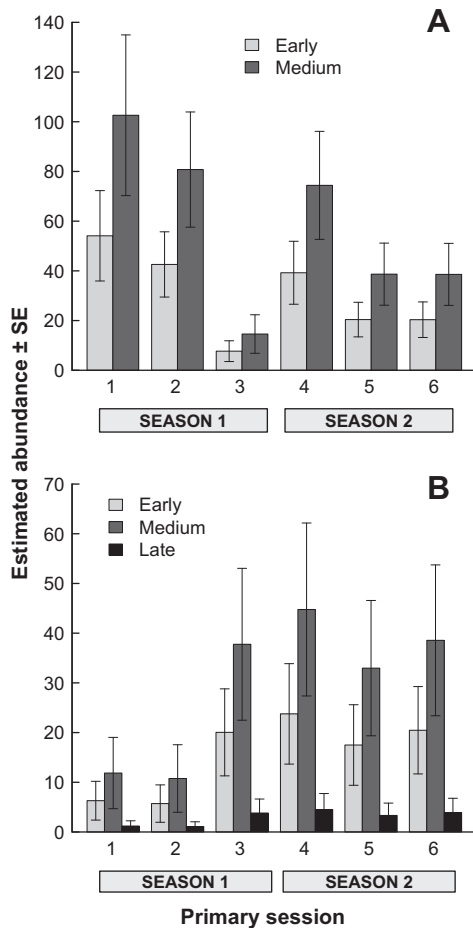 Estimated abundance ± SE
A
140
120
100
80
60
40
20
0
Early
Medium
1 2 3 4 5 6
SEASON 1 SEASON 2
B
70
60
50
40
30
20
10
0
Early
Medium
Late
1 2 3 4 5 6
SEASON 1 SEASON 2
Primary session